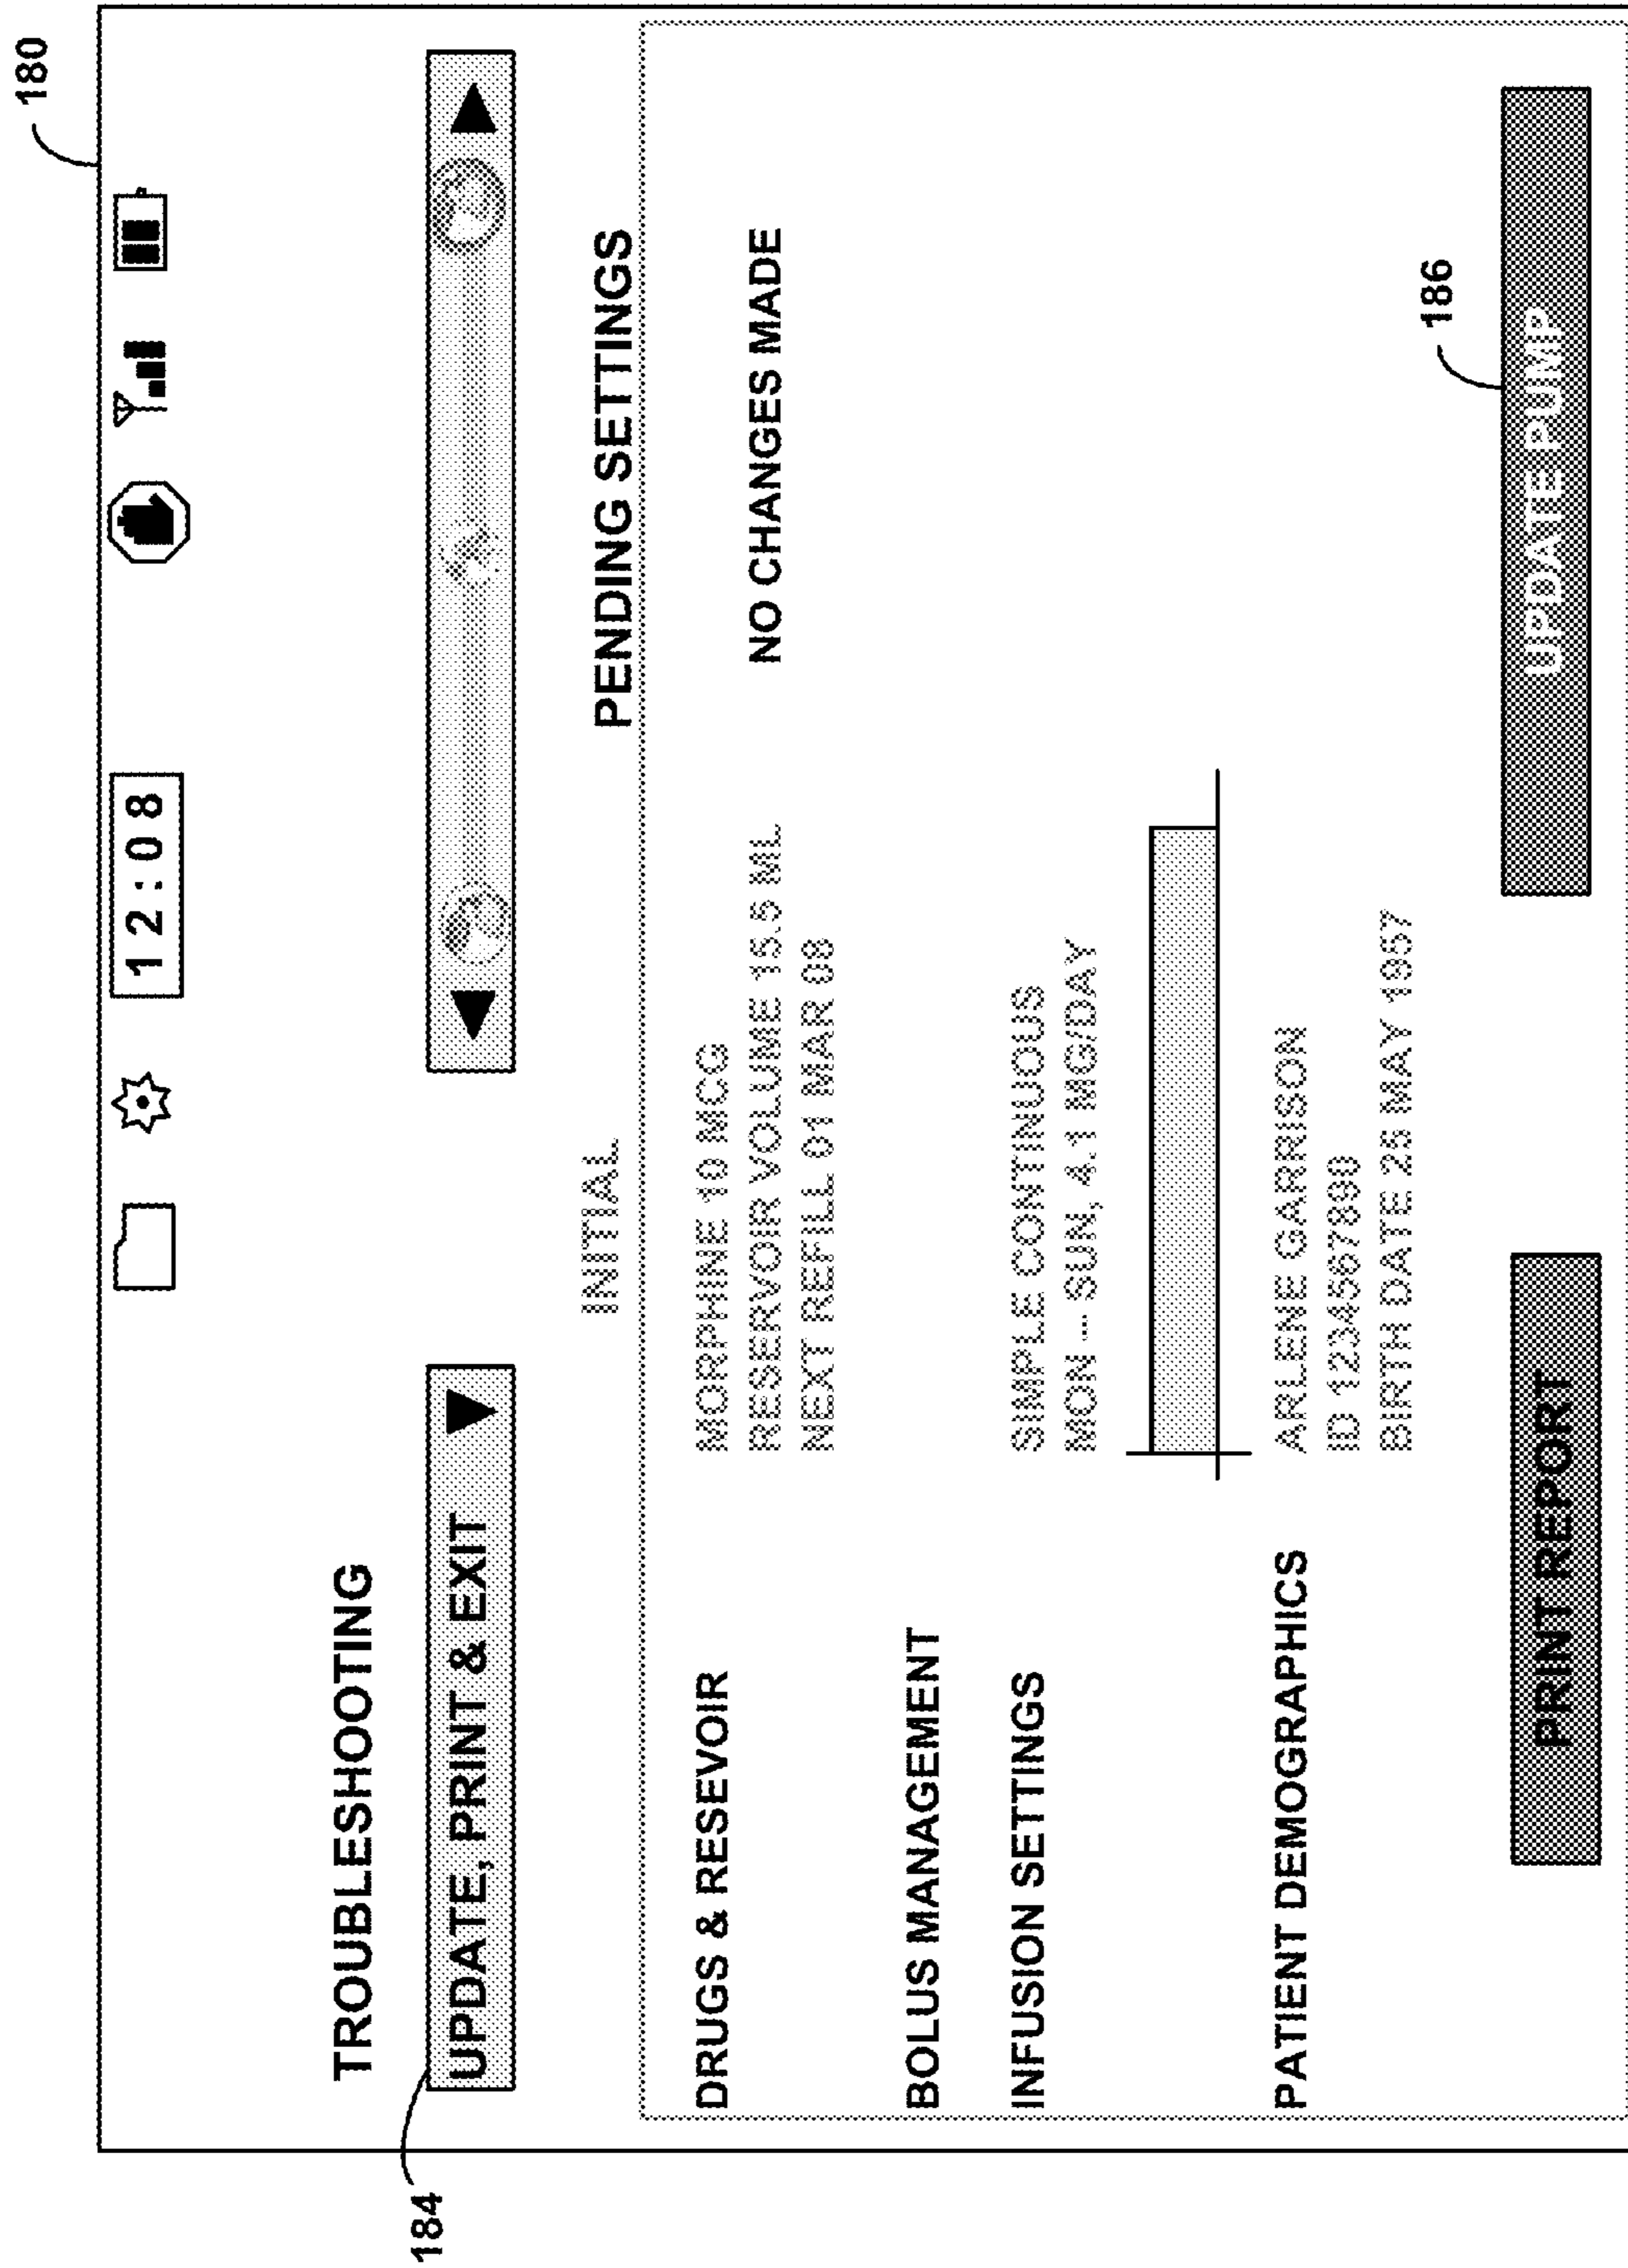 180
12:08
TROUBLESHOOTING
184
UPDATE, PRINT & EXIT
INITIAL
PENDING SETTINGS
DRUGS & RESEVOIR
MORPHINE 10 MCG
RESERVOIR VOLUME 15.5 ML
NEXT REFILL 01 MAR 08
NO CHANGES MADE
BOLUS MANAGEMENT
INFUSION SETTINGS
SIMPLE CONTINUOUS
MON -- SUN, 4.1 MG/DAY
PATIENT DEMOGRAPHICS
ARLENE GARRISON
ID 1234567890
BIRTH DATE 25 MAY 1957
186
PRINT REPORT
UPDATE PUMP